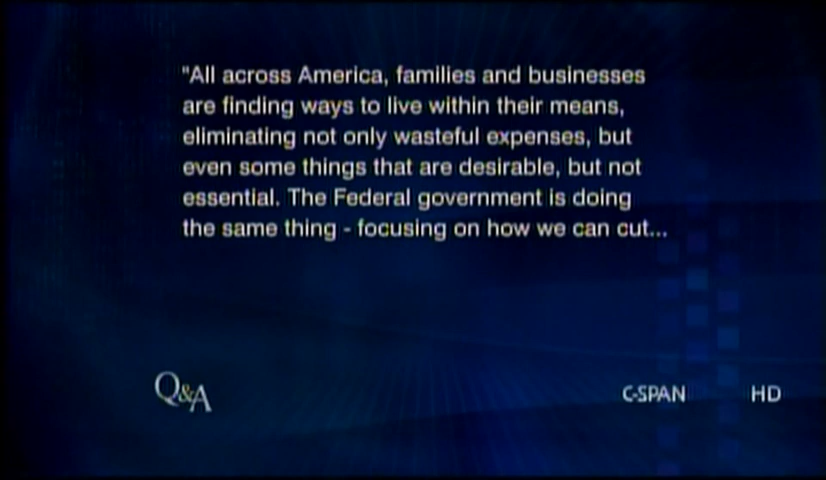 "All across America, families and businesses
are finding ways to live within their means,
eliminating not only wasteful expenses, but
even some things that are desirable, but not
essential. The Federal government is doing
the same thing - focusing on how we can cut...
Q&A
C-SPAN HD